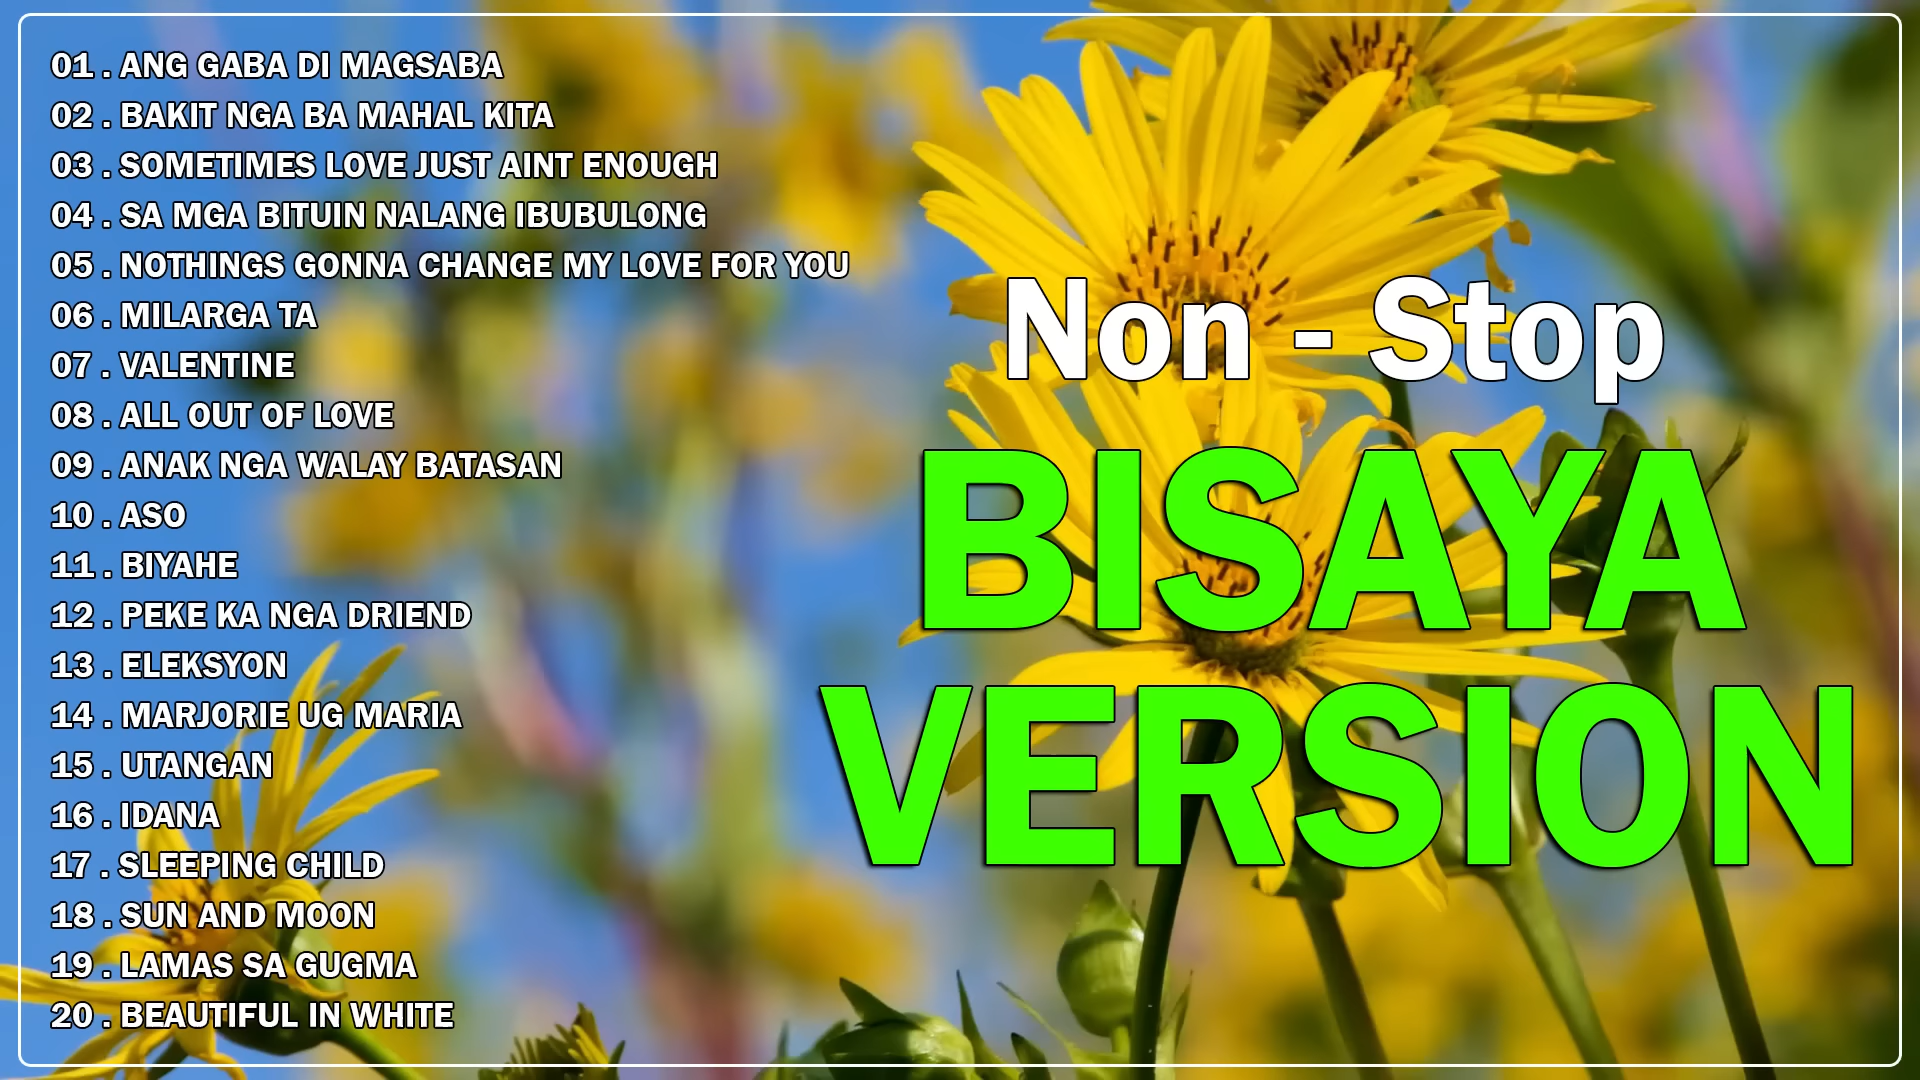 01 . ANG GABA DI MAGSABA
02 . BAKIT NGA BA MAHAL KITA
03 . SOMETIMES LOVE JUST AINT ENOUGH
04 . SA MGA BITUIN NALANG IBUBULONG
05 . NOTHINGS GONNA CHANGE MY LOVE FOR YOU
06 . MILARGA TA
07 . VALENTINE
08 . ALL OUT OF LOVE
09 . ANAK NGA WALAY BATASAN
10 . ASO
11 . BIYAHE
12 . PEKE KA NGA DRIEND
13 . ELEKSYON
14 . MARJORIE UG MARIA
15 . UTANGAN
16 . IDANA
17 . SLEEPING CHILD
18 . SUN AND MOON
19 . LAMAS SA GUGMA
20 . BEAUTIFUL IN WHITE
Non - Stop
BISAYA
VERSION